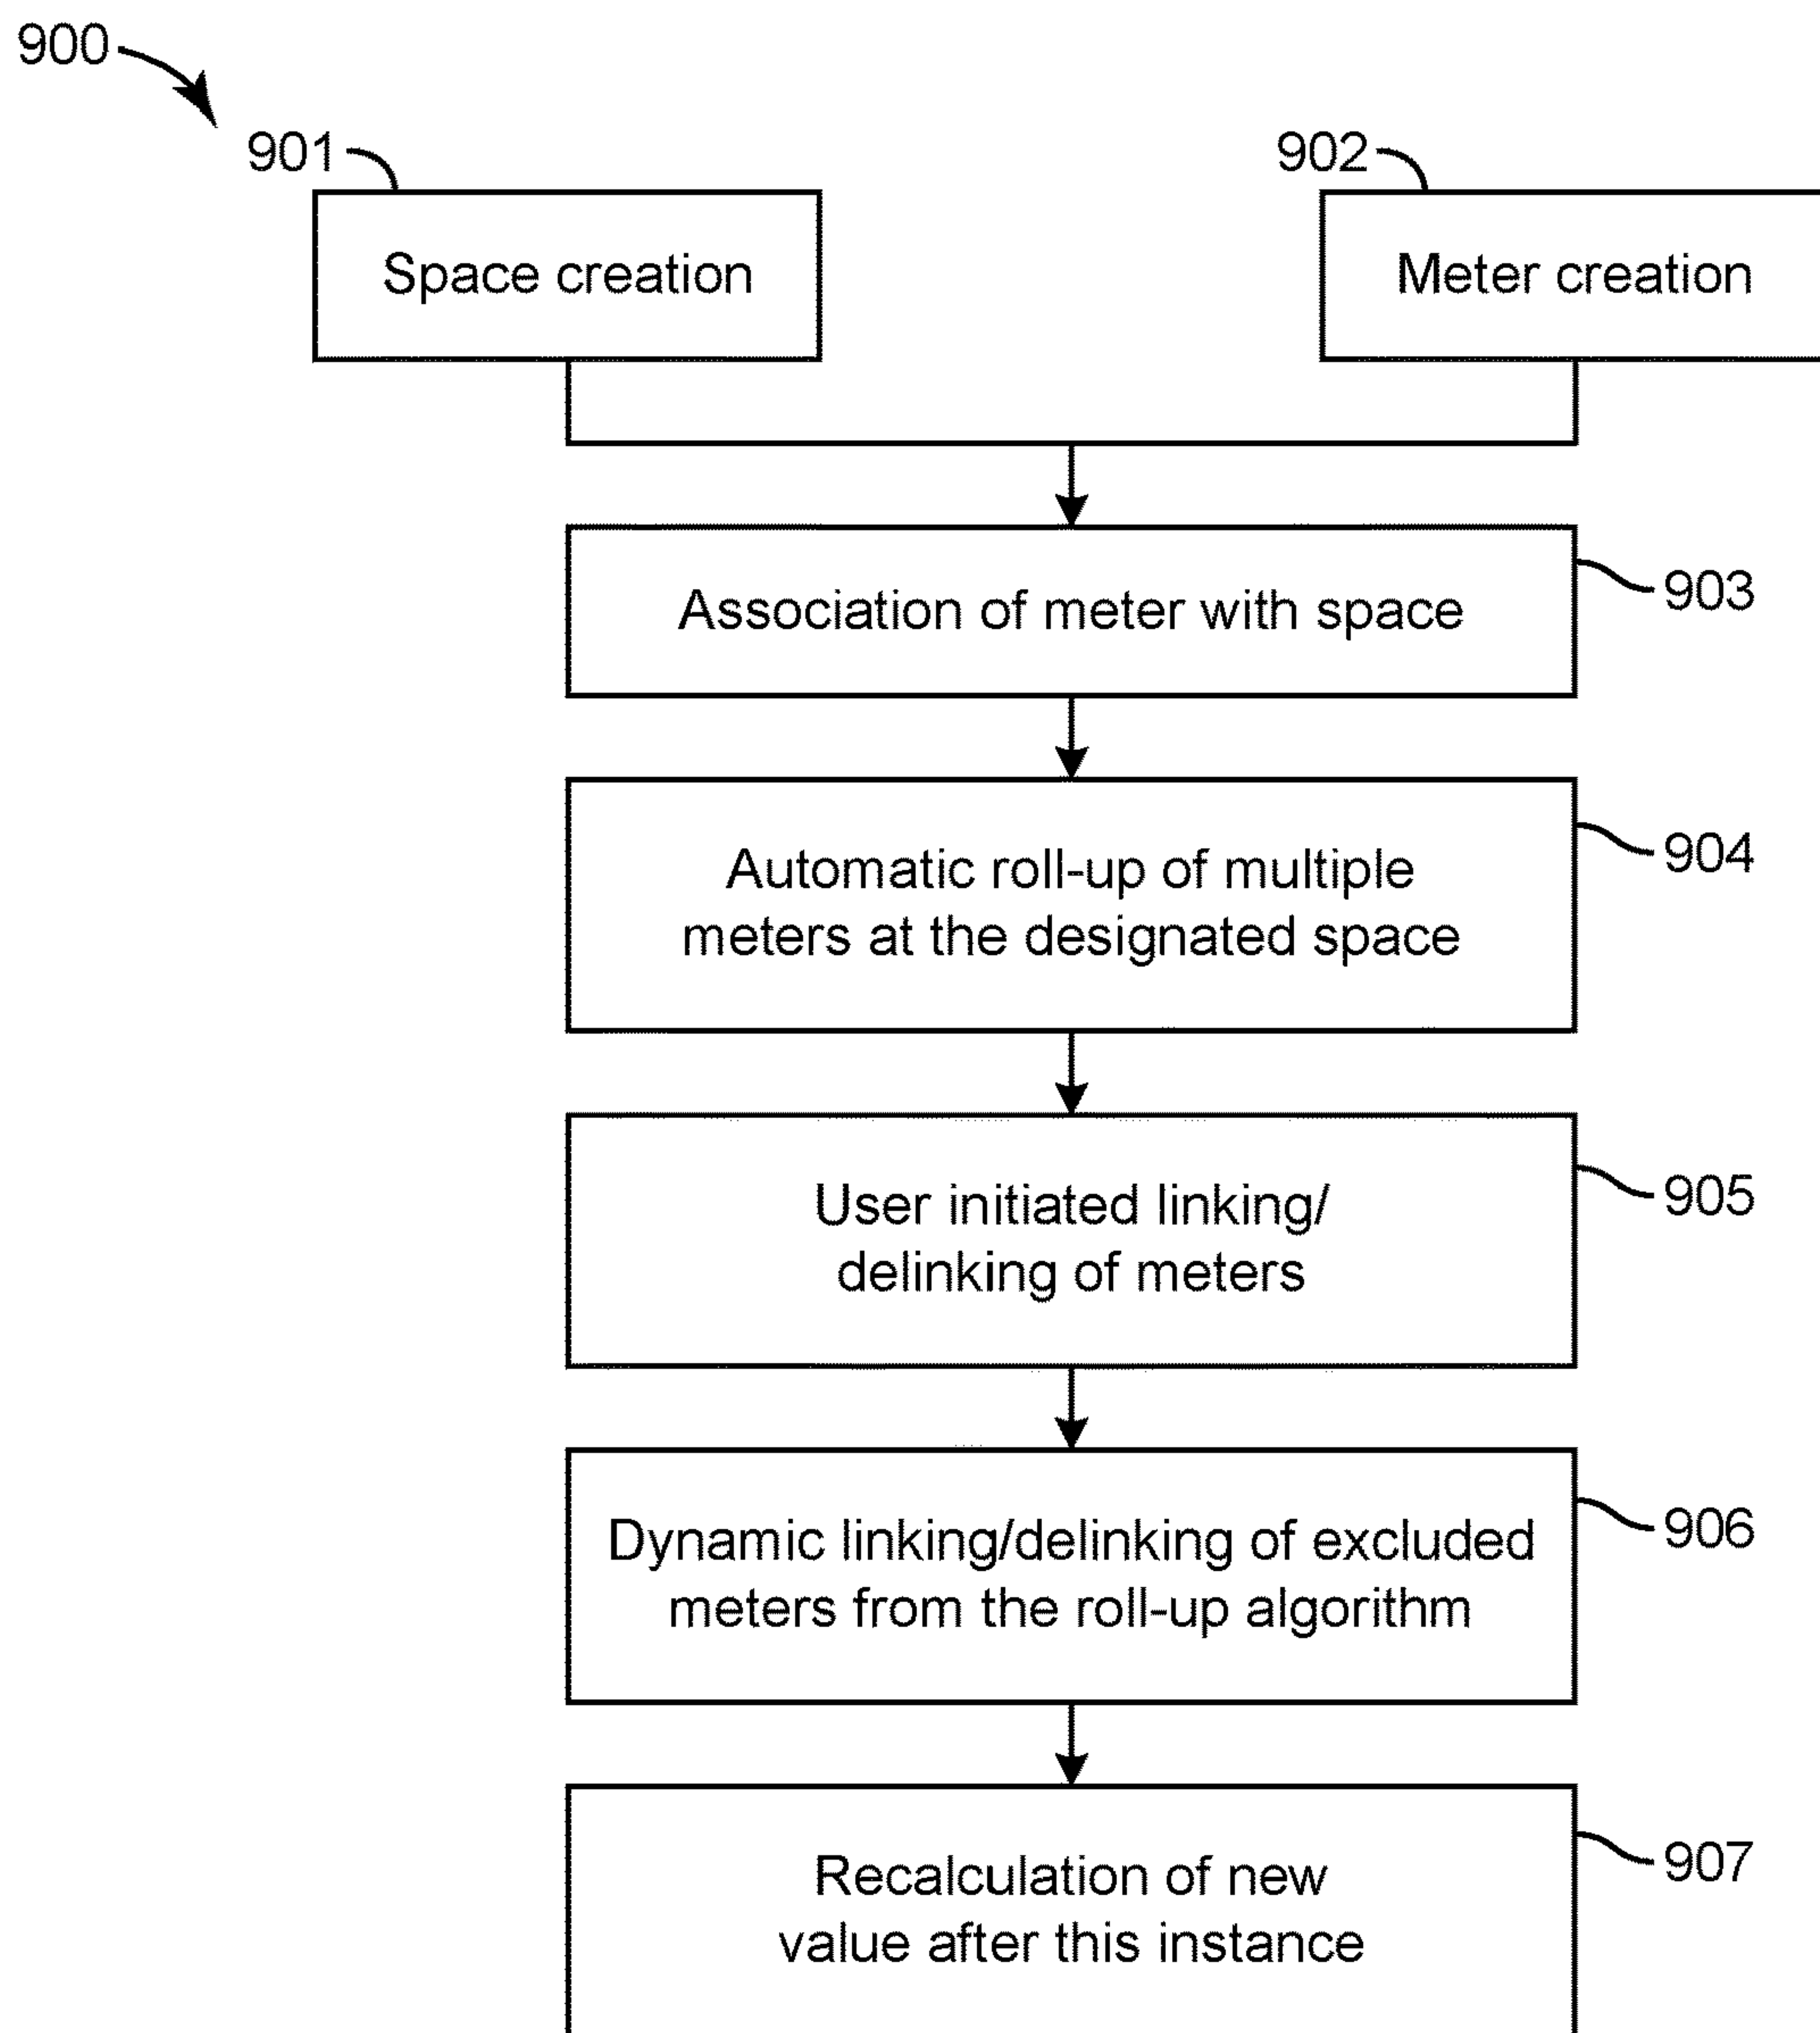 900
901
902
Space creation
Meter creation
Association of meter with space
903
Automatic roll-up of multiple
meters at the designated space
904
User initiated linking/
delinking of meters
905
Dynamic linking/delinking of excluded
meters from the roll-up algorithm
906
Recalculation of new
value after this instance
907